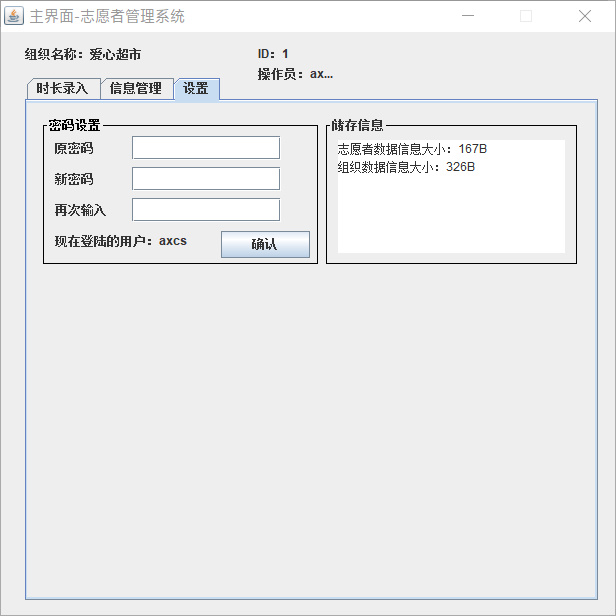 主界面-志愿者管理系统
组织名称：爱心超市
ID：1
操作员：ax...
时长录入
信息管理
设置
密码设置
原密码
新密码
再次输入
现在登陆的用户：axcs
确认
储存信息
志愿者数据信息大小：167B
组织数据信息大小：326B